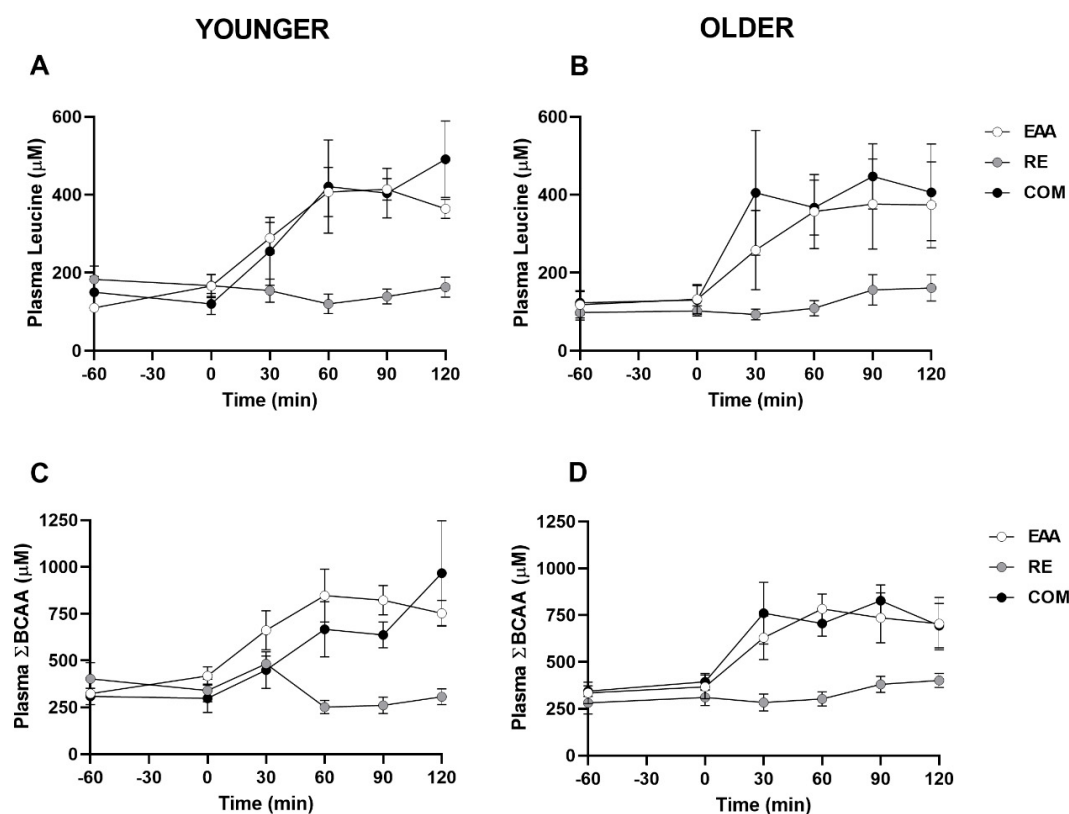 YOUNGER
OLDER
A
B
Plasma Leucine (μM)
600
400
200
0
-60
-30
0
30
60
90
120
Time (min)
Plasma Leucine (μM)
600
400
200
0
-60
-30
0
30
60
90
120
Time (min)
EAA
RE
COM
C
D
Plasma ΣBCAA (μM)
1250
1000
750
500
250
0
-60
-30
0
30
60
90
120
Time (min)
Plasma ΣBCAA (μM)
1250
1000
750
500
250
0
-60
-30
0
30
60
90
120
Time (min)
EAA
RE
COM